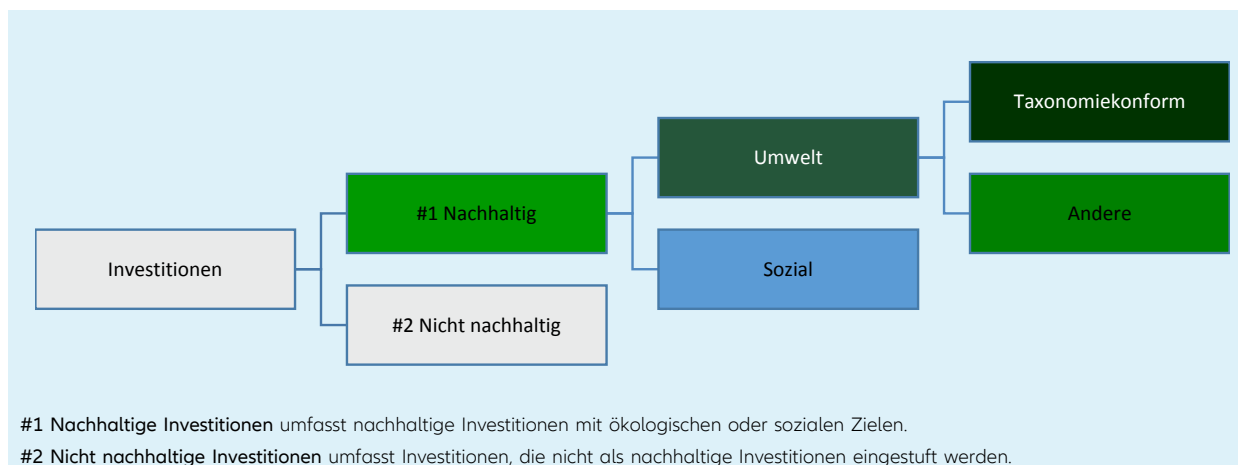 Taxonomiekonform
Umwelt
#1 Nachhaltig
Andere
Investitionen
Sozial
#2 Nicht nachhaltig
#1 Nachhaltige Investitionen umfasst nachhaltige Investitionen mit ökologischen oder sozialen Zielen.
#2 Nicht nachhaltige Investitionen umfasst Investitionen, die nicht als nachhaltige Investitionen eingestuft werden.